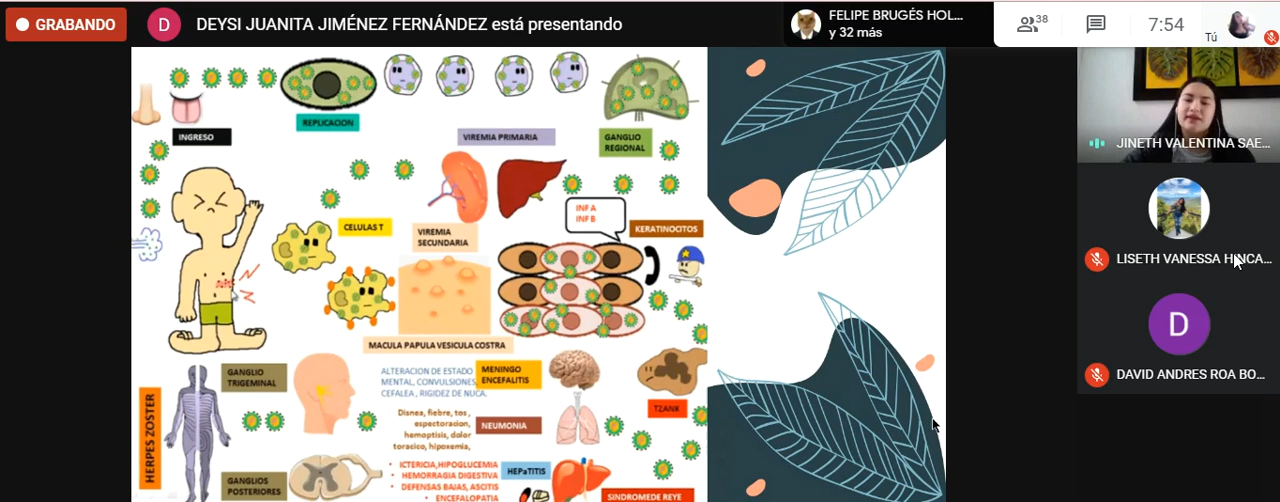 GRABANDO
D
DEYSI JUANITA JIMÉNEZ FERNÁNDEZ está presentando
FELIPE BRUGÉS HOL...
y 32 más
38
7:54
Tú
INGRESO
REPLICACION
VIREMIA PRIMARIA
GANGLIO
REGIONAL
CELULAS T
VIREMIA
SECUNDARIA
INF A
INF B
KERATINOCITOS
MACULA PAPULA VESICULA COSTRA
HERPES ZOSTER
GANGLIO
TRIGEMINAL
ALTERACION DE ESTADO
MENTAL, CONVULSIONES,
CEFALEA , RIGIDEZ DE NUCA.
MENINGO
ENCEFALITIS
TZANK
Disnea, fiebre, tos ,
espectoracion,
hemoptisis, dolor
toracico, hipoxemia,
NEUMONIA
GANGLIOS
POSTERIORES
• ICTERICIA,HIPOGLUCEMIA
• HEMORRAGIA DIGESTIVA
• DEFENSAS BAJAS, ASCITIS
• ENCEFALOPATIA
HEPaTITIS
SINDROMEDE REYE
JINETH VALENTINA SAE...
LISETH VANESSA HINCA...
D
DAVID ANDRES ROA BO...